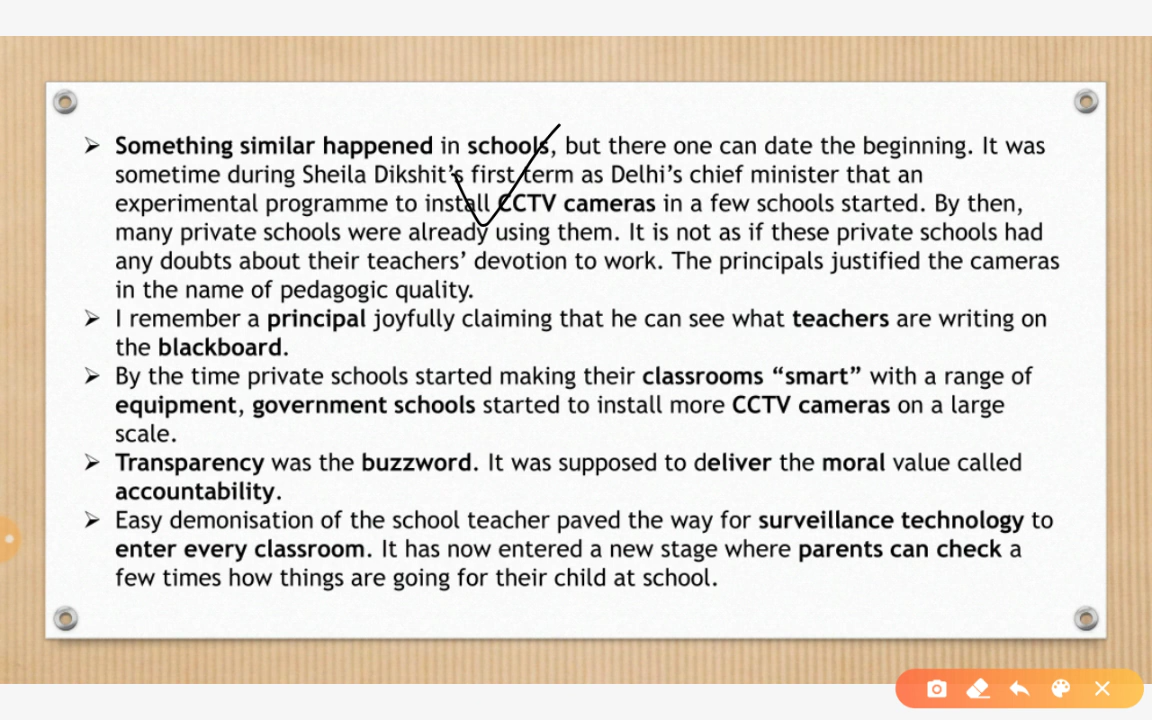 ➢ Something similar happened in schools, but there one can date the beginning. It was
sometime during Sheila Dikshit’s first term as Delhi’s chief minister that an
experimental programme to install CCTV cameras in a few schools started. By then,
many private schools were already using them. It is not as if these private schools had
any doubts about their teachers’ devotion to work. The principals justified the cameras
in the name of pedagogic quality.
➢ I remember a principal joyfully claiming that he can see what teachers are writing on
the blackboard.
➢ By the time private schools started making their classrooms “smart” with a range of
equipment, government schools started to install more CCTV cameras on a large
scale.
➢ Transparency was the buzzword. It was supposed to deliver the moral value called
accountability.
➢ Easy demonisation of the school teacher paved the way for surveillance technology to
enter every classroom. It has now entered a new stage where parents can check a
few times how things are going for their child at school.